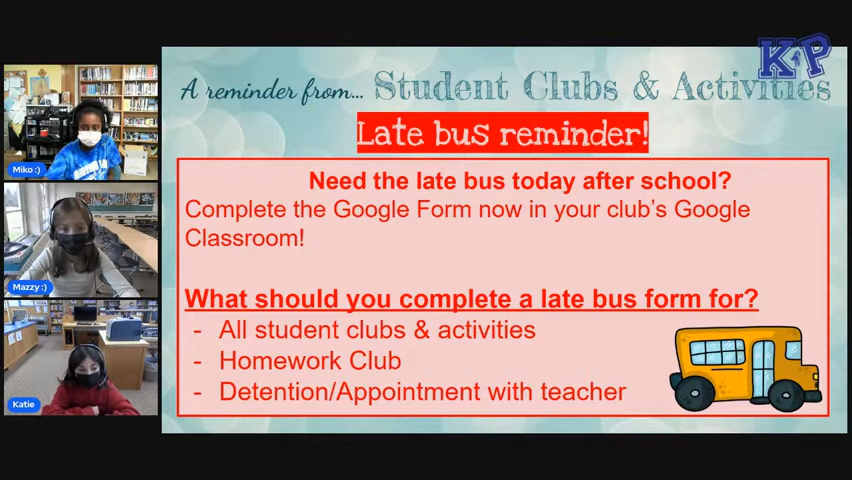 KP
A reminder from... Student Clubs & Activities
Late bus reminder!
Need the late bus today after school?
Complete the Google Form now in your club's Google
Classroom!
What should you complete a late bus form for?
- All student clubs & activities
- Homework Club
- Detention/Appointment with teacher
Miko :)
Mazzy :)
Katie